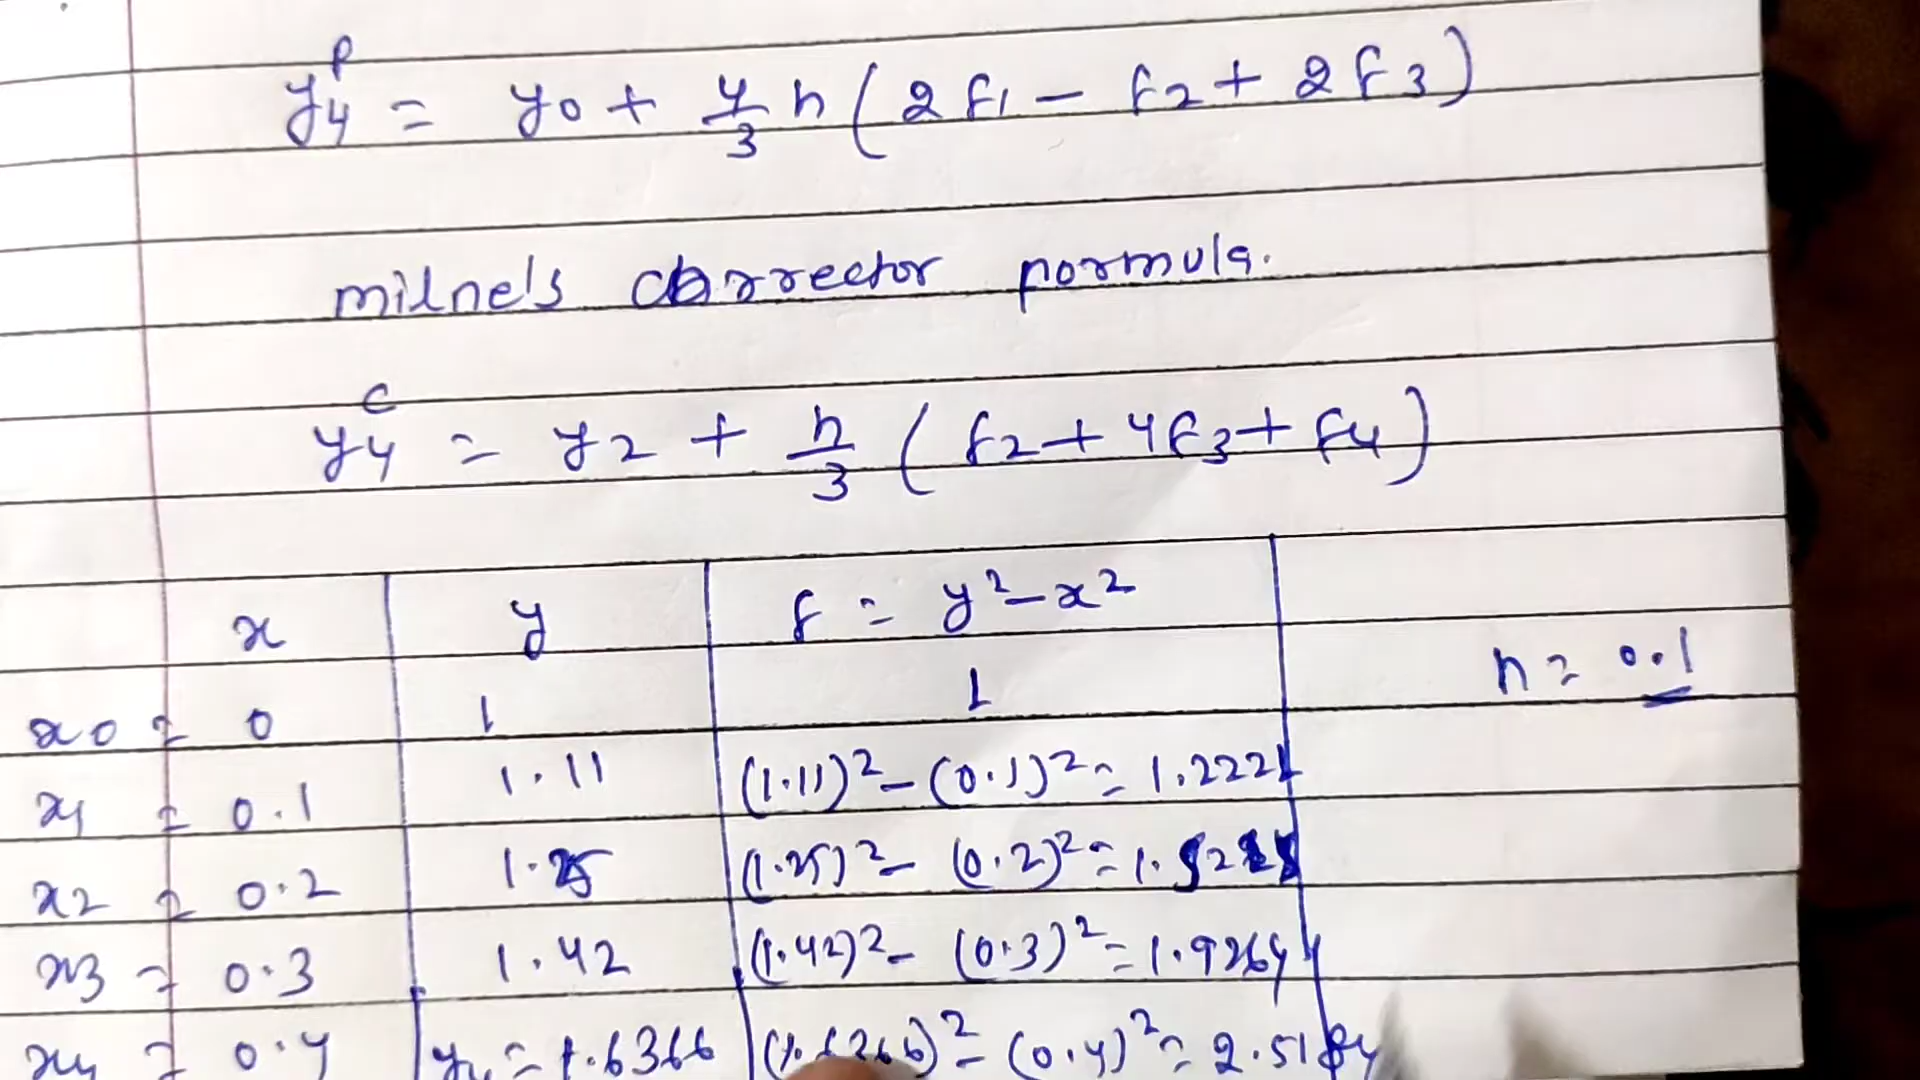 y4^p = y0 + 4/3 h (2f1 - f2 + 2f3)
milne's corrector formula.
y4^c = y2 + h/3 (f2 + 4f3 + f4)
x y f = y² - x²
h = 0.1
x0 = 0 1 1
x1 = 0.1 1.11 (1.11)² - (0.1)² = 1.2221
x2 = 0.2 1.25 (1.25)² - (0.2)² =
x3 = 0.3 1.42 (1.42)² - (0.3)² = 1.9264
x4 = 0.4 y4 = 1.6366 - (0.4)² =